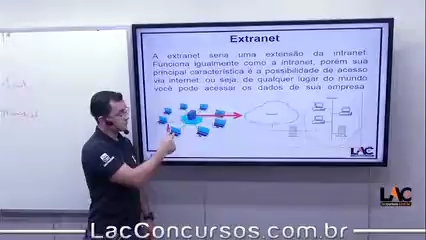 Extranet
A extranet seria uma extensão da intranet.
Funciona igualmente como a intranet, porém sua
principal característica é a possibilidade de acesso
via internet, ou seja, de qualquer lugar do mundo
você pode acessar os dados de sua empresa
LAC
LAC
LacConcursos.com.br